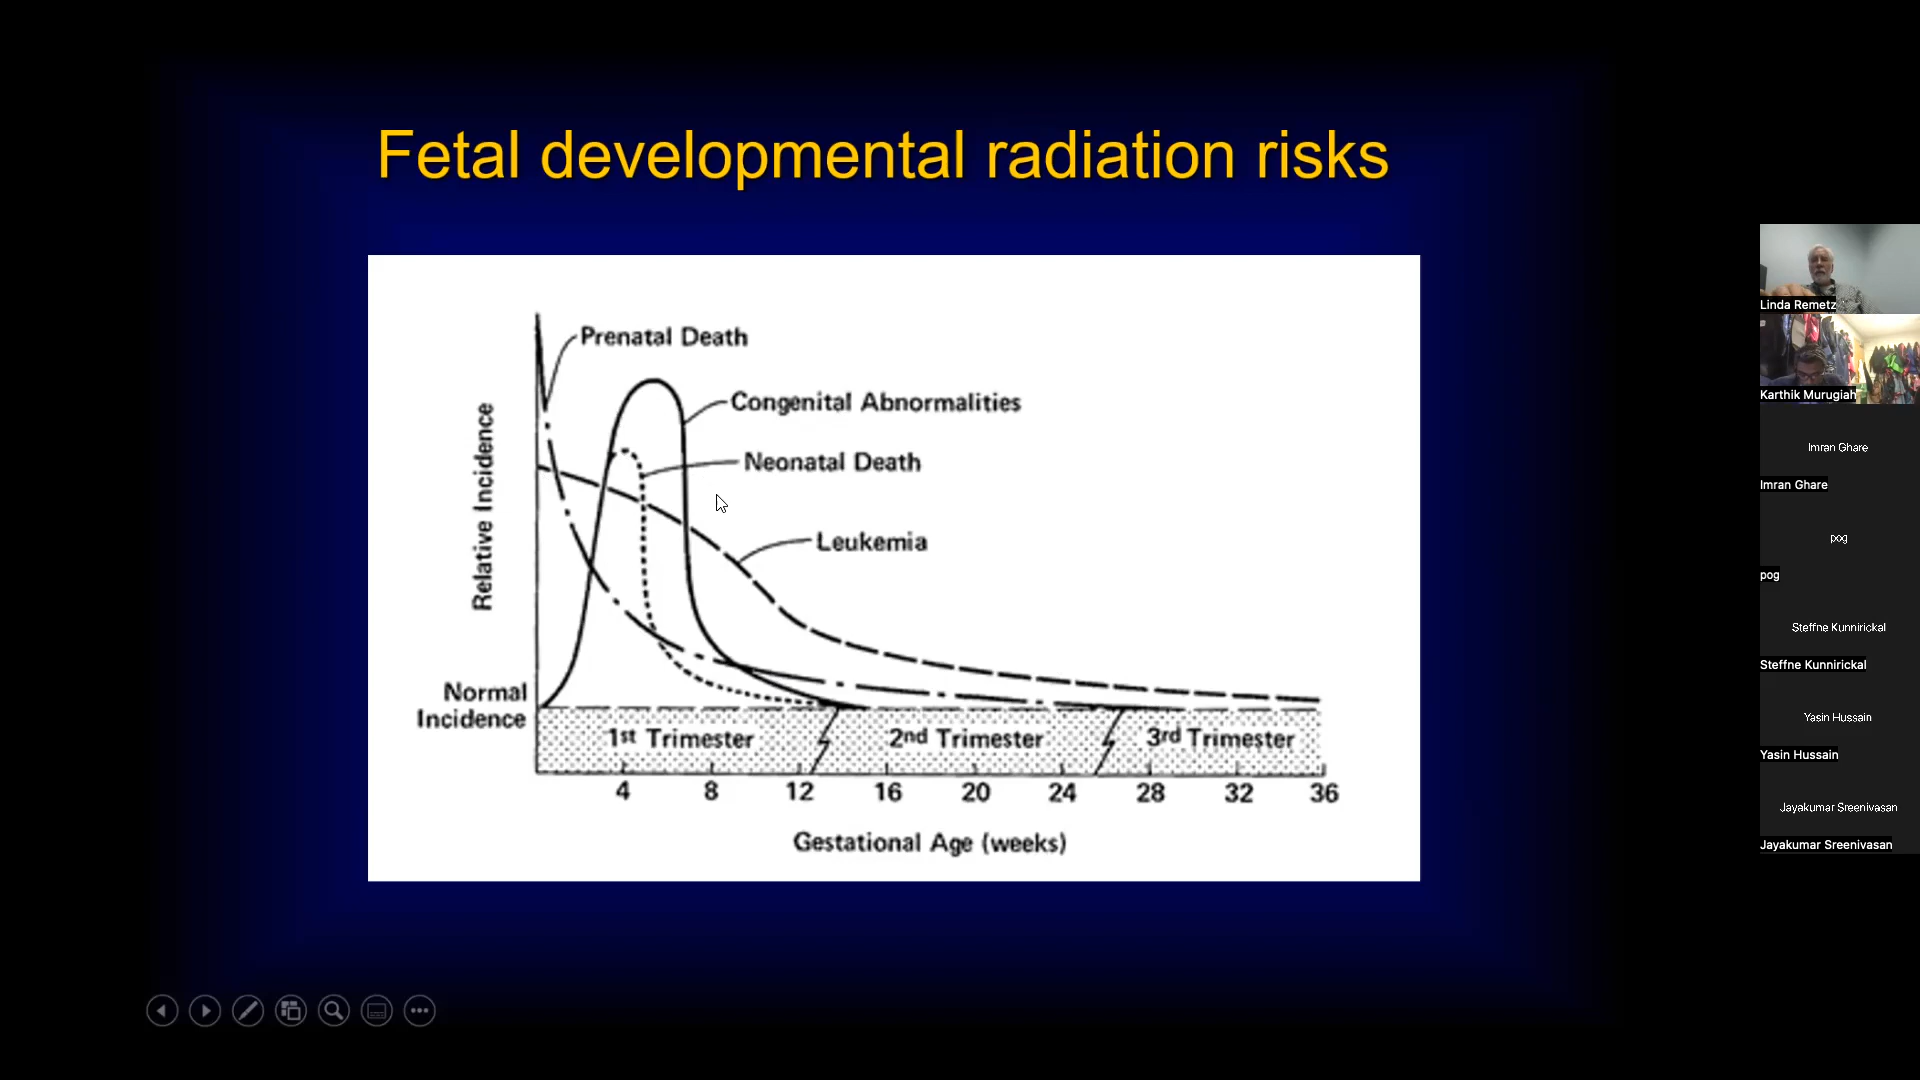 Fetal developmental radiation risks
Prenatal Death
Congenital Abnormalities
Neonatal Death
Leukemia
Relative Incidence
Normal
Incidence
1st Trimester
2nd Trimester
3rd Trimester
4 8 12 16 20 24 28 32 36
Gestational Age (weeks)
Linda Remetz
Karthik Murugiah
Imran Ghare
Imran Ghare
pog
pog
Steffne Kunnirickal
Steffne Kunnirickal
Yasin Hussain
Yasin Hussain
Jayakumar Sreenivasan
Jayakumar Sreenivasan